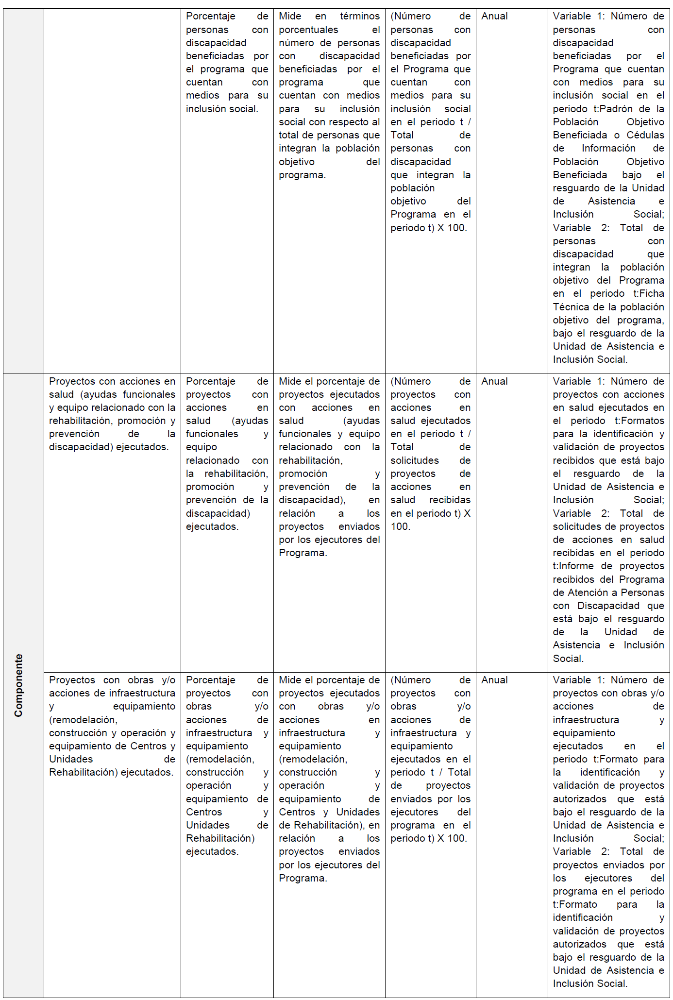 Porcentaje de
personas con
discapacidad
beneficiadas por
el programa que
cuentan con
medios para su
inclusión social.
Mide en términos
porcentuales el
número de personas
con discapacidad
beneficiadas por el
programa que
cuentan con medios
para su inclusión
social con respecto al
total de personas que
integran la población
objetivo del
programa.
(Número de
personas con
discapacidad
beneficiadas por
el Programa que
cuentan con
medios para su
inclusión social
en el periodo t /
Total de
personas con
discapacidad
que integran la
población
objetivo del
Programa en el
periodo t) X 100.
Anual
Variable 1: Número de
personas con
discapacidad
beneficiadas por el
Programa que cuentan
con medios para su
inclusión social en el
periodo t:Padrón de la
Población Objetivo
Beneficiada o Cédulas
de Información de
Población Objetivo
Beneficiada bajo el
resguardo de la Unidad
de Asistencia e
Inclusión Social;
Variable 2: Total de
personas con
discapacidad que
integran la población
objetivo del Programa
en el periodo t:Ficha
Técnica de la población
objetivo del programa,
bajo el resguardo de la
Unidad de Asistencia e
Inclusión Social.
Componente
Proyectos con acciones en
salud (ayudas funcionales
y equipo relacionado con la
rehabilitación, promoción y
prevención de la
discapacidad) ejecutados.
Porcentaje de
proyectos con
acciones en
salud (ayudas
funcionales y
equipo
relacionado con
la rehabilitación,
promoción y
prevención de la
discapacidad)
ejecutados.
Mide el porcentaje de
proyectos ejecutados
con acciones en
salud (ayudas
funcionales y equipo
relacionado con la
rehabilitación,
promoción y
prevención de la
discapacidad), en
relación a los
proyectos enviados
por los ejecutores del
Programa.
(Número de
proyectos con
acciones en
salud ejecutados
en el periodo t /
Total de
solicitudes de
proyectos de
acciones en
salud recibidas
en el periodo t) X
100.
Anual
Variable 1: Número de
proyectos con acciones
en salud ejecutados en
el periodo t:Formatos
para la identificación y
validación de proyectos
recibidos que está bajo
el resguardo de la
Unidad de Asistencia e
Inclusión Social;
Variable 2: Total de
solicitudes de proyectos
de acciones en salud
recibidas en el periodo
t:Informe de proyectos
recibidos del Programa
de Atención a Personas
con Discapacidad que
está bajo el resguardo
de la Unidad de
Asistencia e Inclusión
Social.
Proyectos con obras y/o
acciones de infraestructura
y equipamiento
(remodelación,
construcción y operación y
equipamiento de Centros y
Unidades de
Rehabilitación) ejecutados.
Porcentaje de
proyectos con
obras y/o
acciones de
infraestructura y
equipamiento
(remodelación,
construcción y
operación y
equipamiento de
Centros y
Unidades de
Rehabilitación)
ejecutados.
Mide el porcentaje de
proyectos ejecutados
con obras y/o
acciones en
infraestructura y
equipamiento
(remodelación,
construcción y
operación y
equipamiento de
Centros y Unidades
de Rehabilitación), en
relación a los
proyectos enviados
por los ejecutores del
Programa.
(Número de
proyectos con
obras y/o
acciones de
infraestructura y
equipamiento
ejecutados en el
periodo t / Total
de proyectos
enviados por los
ejecutores del
programa en el
periodo t) X 100.
Anual
Variable 1: Número de
proyectos con obras y/o
acciones de
infraestructura y
equipamiento
ejecutados en el
periodo t:Formato para
la identificación y
validación de proyectos
autorizados que está
bajo el resguardo de la
Unidad de Asistencia e
Inclusión Social;
Variable 2: Total de
proyectos enviados por
los ejecutores del
programa en el periodo
t:Formato para la
identificación y
validación de proyectos
autorizados que está
bajo el resguardo de la
Unidad de Asistencia e
Inclusión Social.